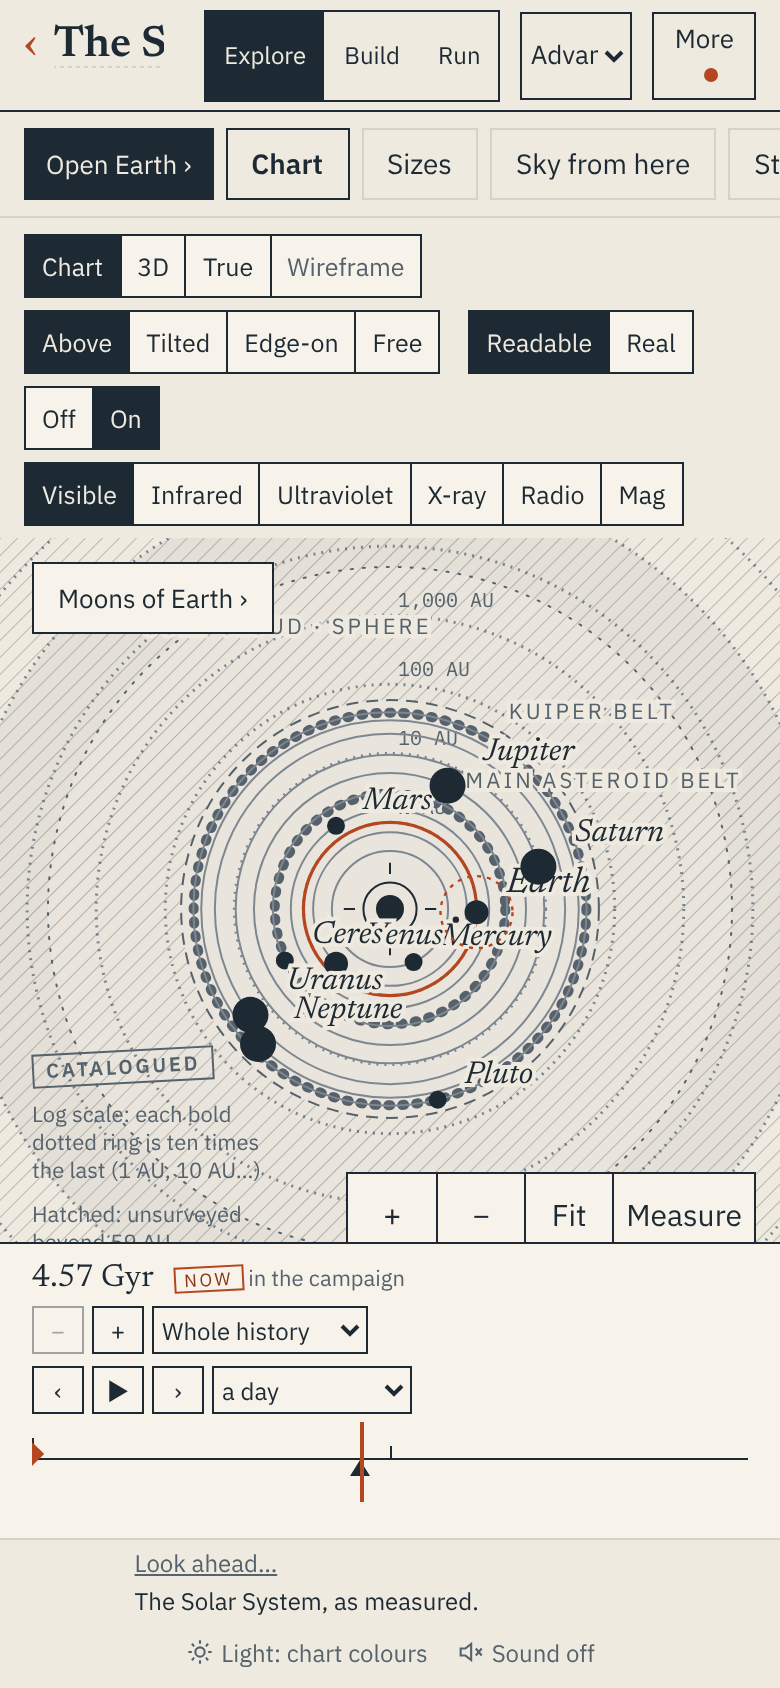 ‹ The S Explore Build Run Advar More
Open Earth › Chart Sizes Sky from here St
Chart 3D True Wireframe
Above Tilted Edge-on Free Readable Real
Off On
Visible Infrared Ultraviolet X-ray Radio Mag
Moons of Earth ›
1,000 AU
UD · SPHERE
100 AU
KUIPER BELT
10 AU
Jupiter
MAIN ASTEROID BELT
Mars
Saturn
Earth
Ceres Venus Mercury
Uranus
Neptune
CATALOGUED
Pluto
Log scale: each bold
dotted ring is ten times
the last (1 AU, 10 AU…).
Hatched: unsurveyed
beyond 59 AU
+ − Fit Measure
4.57 Gyr NOW in the campaign
− + Whole history
‹ › a day
Look ahead…
The Solar System, as measured.
Light: chart colours Sound off